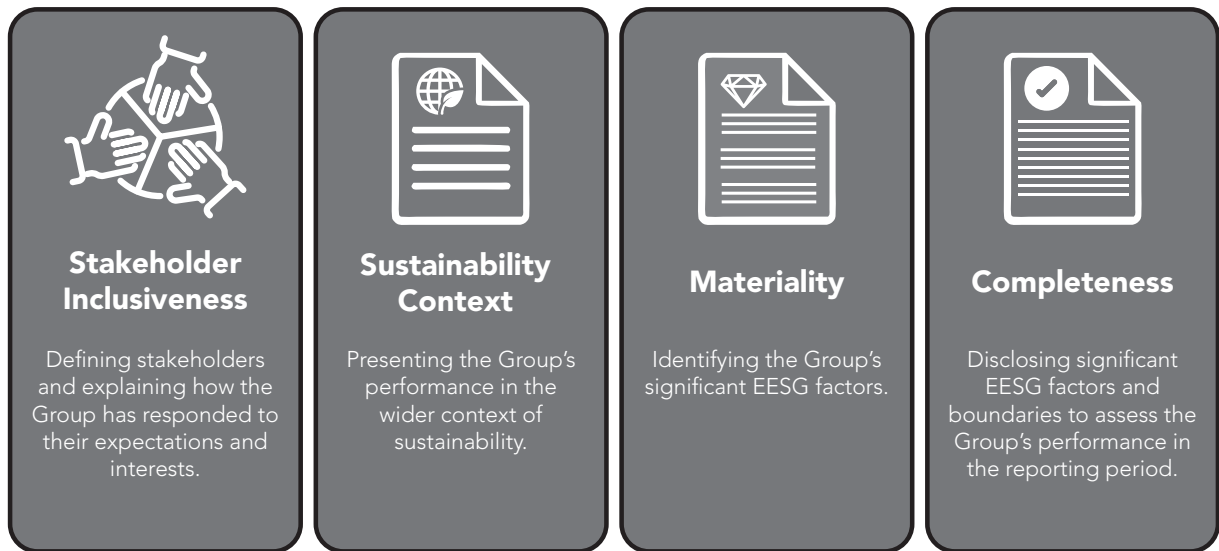 Stakeholder
Inclusiveness
Defining stakeholders
and explaining how the
Group has responded to
their expectations and
interests.
Sustainability
Context
Presenting the Group's
performance in the
wider context of
sustainability.
Materiality
Identifying the Group's
significant EESG factors.
Completeness
Disclosing significant
EESG factors and
boundaries to assess the
Group's performance in
the reporting period.